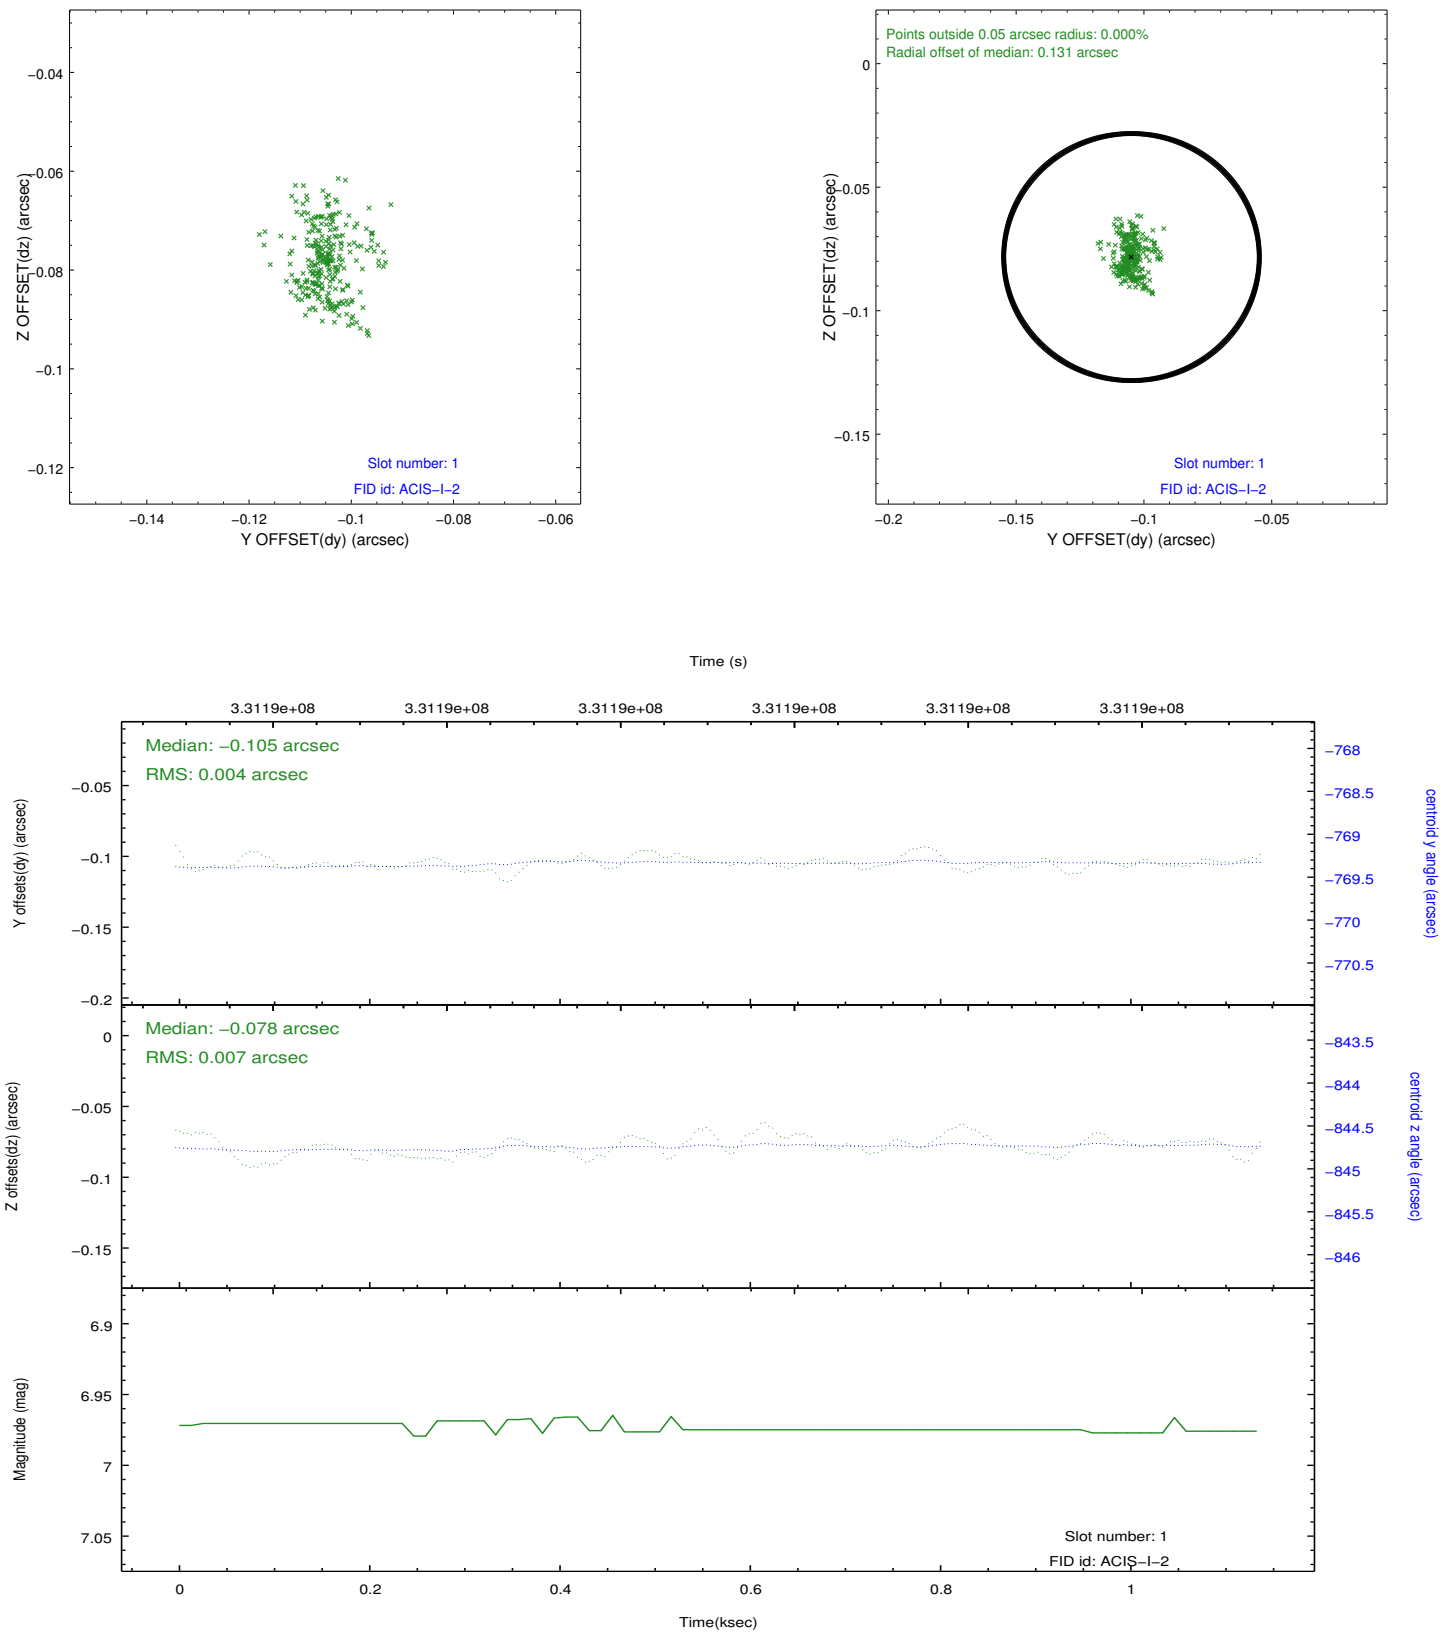 −0.04
−0.06
−0.08
−0.1
−0.12
Z OFFSET(dz) (arcsec)
Slot number: 1
FID id: ACIS−I−2
−0.14
−0.12
−0.1
−0.08
−0.06
Y OFFSET(dy) (arcsec)
Points outside 0.05 arcsec radius: 0.000%
Radial offset of median: 0.131 arcsec
0
−0.05
−0.1
−0.15
Z OFFSET(dz) (arcsec)
Slot number: 1
FID id: ACIS−I−2
−0.2
−0.15
−0.1
−0.05
Y OFFSET(dy) (arcsec)
Time (s)
3.3119e+08
3.3119e+08
3.3119e+08
3.3119e+08
3.3119e+08
3.3119e+08
Median: −0.105 arcsec
RMS: 0.004 arcsec
−0.05
−0.1
−0.15
−0.2
Y offsets(dy) (arcsec)
−768
−768.5
−769
−769.5
−770
−770.5
centroid y angle (arcsec)
Median: −0.078 arcsec
RMS: 0.007 arcsec
0
−0.05
−0.1
−0.15
Z offsets(dz) (arcsec)
−843.5
−844
−844.5
−845
−845.5
−846
centroid z angle (arcsec)
6.9
6.95
7
7.05
Magnitude (mag)
Slot number: 1
FID id: ACIS−I−2
0
0.2
0.4
0.6
0.8
1
Time(ksec)